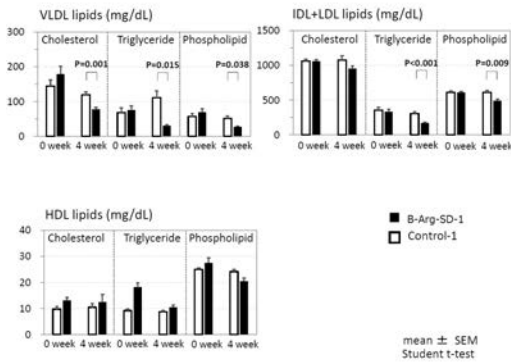 VLDL lipids (mg/dL)
Cholesterol Triglyceride Phospholipid
P=0.001 P=0.015 P=0.038
300
200
100
0
0 week 4 week 0 week 4 week 0 week 4 week
IDL+LDL lipids (mg/dL)
Cholesterol Triglyceride Phospholipid
P<0.001 P=0.009
1500
1000
500
0
0 week 4 week 0 week 4 week 0 week 4 week
HDL lipids (mg/dL)
Cholesterol Triglyceride Phospholipid
40
30
20
10
0
0 week 4 week 0 week 4 week 0 week 4 week
B-Arg-SD-1
Control-1
mean ± SEM
Student t-test